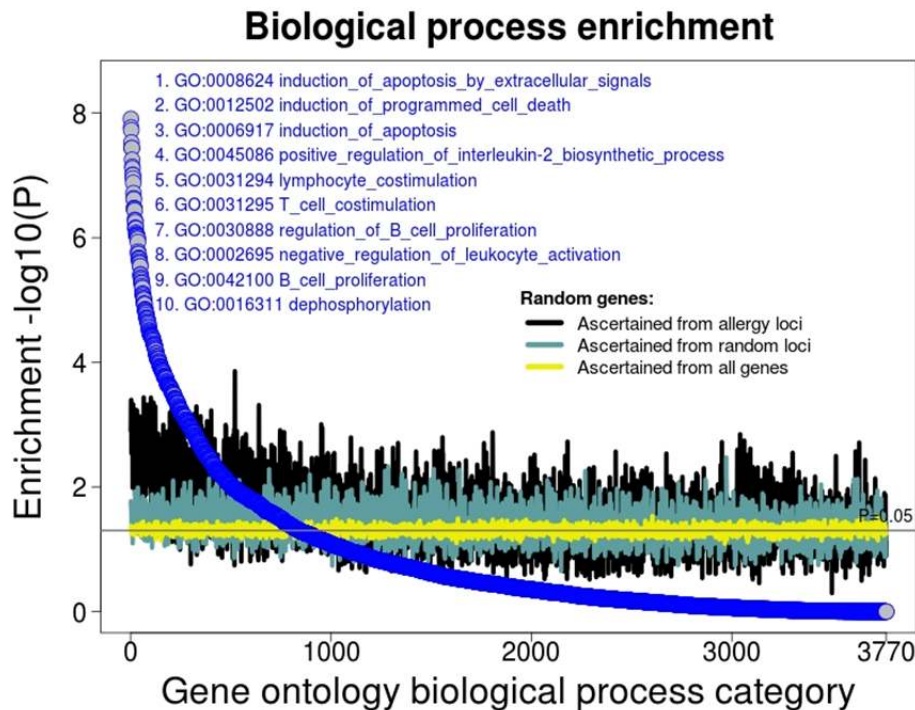 Biological process enrichment
1. GO:0008624 induction_of_apoptosis_by_extracellular_signals
2. GO:0012502 induction_of_programmed_cell_death
3. GO:0006917 induction_of_apoptosis
4. GO:0045086 positive_regulation_of_interleukin-2_biosynthetic_process
5. GO:0031294 lymphocyte_costimulation
6. GO:0031295 T_cell_costimulation
7. GO:0030888 regulation_of_B_cell_proliferation
8. GO:0002695 negative_regulation_of_leukocyte_activation
9. GO:0042100 B_cell_proliferation
10. GO:0016311 dephosphorylation
Random genes:
Ascertained from allergy loci
Ascertained from random loci
Ascertained from all genes
P=0.05
Enrichment -log10(P)
8
6
4
2
0
0 1000 2000 3000 3770
Gene ontology biological process category